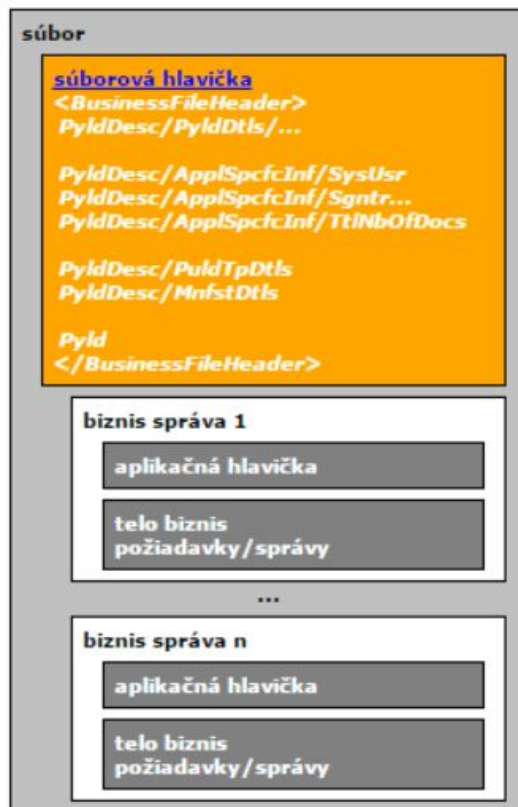 súbor
súborová hlavička
<BusinessFileHeader>
PyldDesc/PyldDtls/...
PyldDesc/ApplSpcfcInf/SysUsr
PyldDesc/ApplSpcfcInf/Sgntr...
PyldDesc/ApplSpcfcInf/TtlNbOfDocs
PyldDesc/PuldTpDtls
PyldDesc/MnfstDtls
Pyld
</BusinessFileHeader>
biznis správa 1
aplikačná hlavička
telo biznis
požiadavky/správy
...
biznis správa n
aplikačná hlavička
telo biznis
požiadavky/správy